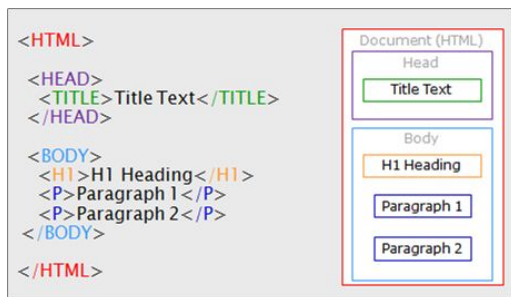 <HTML>
<HEAD>
<TITLE>Title Text</TITLE>
</HEAD>
<BODY>
<H1>H1 Heading</H1>
<P>Paragraph 1</P>
<P>Paragraph 2</P>
</BODY>
</HTML>
Document (HTML)
Head
Title Text
Body
H1 Heading
Paragraph 1
Paragraph 2